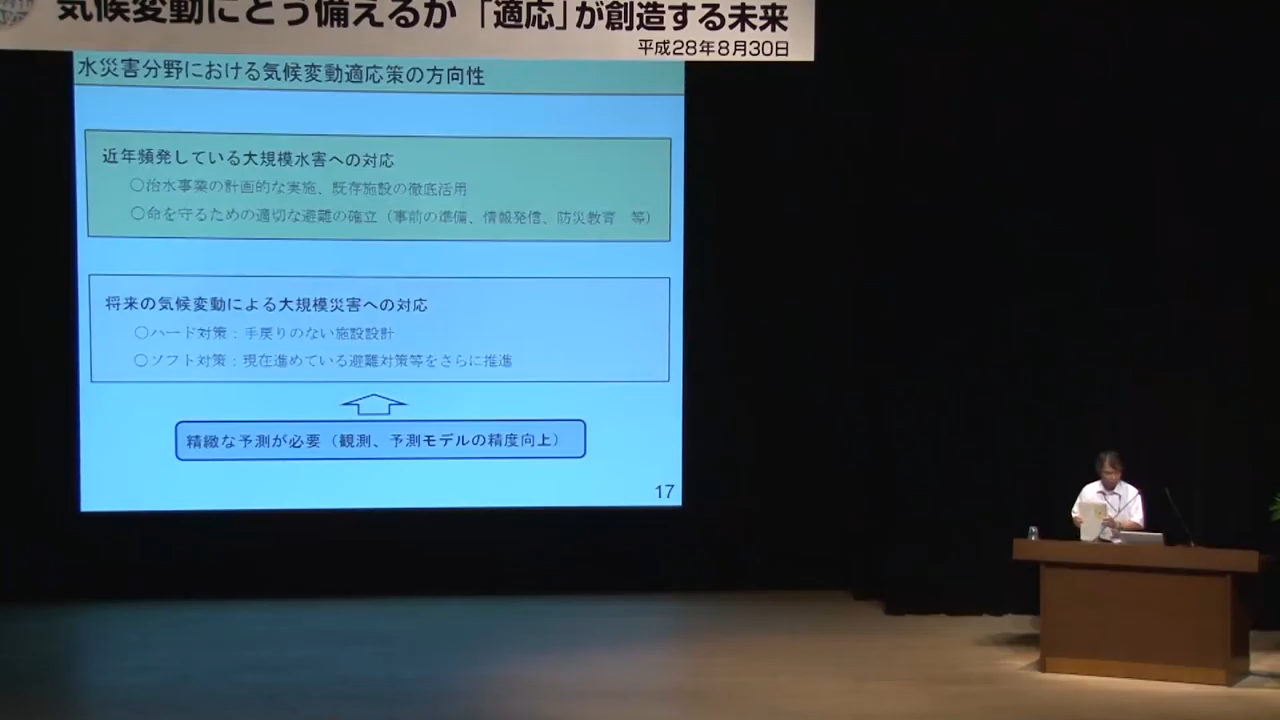 気候変動にどう備えるか 「適応」が創造する未来
平成28年8月30日
水災害分野における気候変動適応策の方向性
近年頻発している大規模水害への対応
○治水事業の計画的な実施、既存施設の徹底活用
○命を守るための適切な避難の確立（事前の準備、情報発信、防災教育　等）
将来の気候変動による大規模災害への対応
○ハード対策：手戻りのない施設設計
○ソフト対策：現在進めている避難対策等をさらに推進
精緻な予測が必要（観測、予測モデルの精度向上）
17